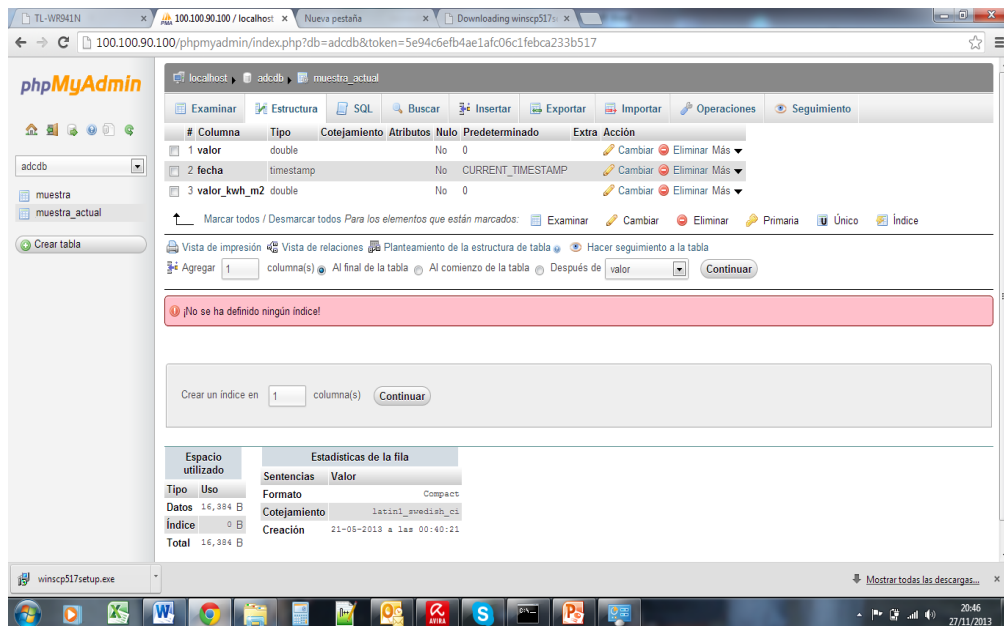 TL-WR941N
100.100.90.100 / localhost
Nueva pestaña
Downloading winscp517s
100.100.90.100/phpmyadmin/index.php?db=adcdb&token=5e94c6efb4ae1afc06c1febca233b517
phpMyAdmin
adcdb
muestra
muestra_actual
Crear tabla
localhost adcdb muestra_actual
Examinar Estructura SQL Buscar Insertar Exportar Importar Operaciones Seguimiento
# Columna Tipo Cotejamiento Atributos Nulo Predeterminado Extra Acción
1 valor double No 0 Cambiar Eliminar Más
2 fecha timestamp No CURRENT_TIMESTAMP Cambiar Eliminar Más
3 valor_kwh_m2 double No 0 Cambiar Eliminar Más
Marcar todos / Desmarcar todos Para los elementos que están marcados: Examinar Cambiar Eliminar Primaria Único Índice
Vista de impresión Vista de relaciones Planteamiento de la estructura de tabla Hacer seguimiento a la tabla
Agregar 1 columna(s) Al final de la tabla Al comienzo de la tabla Después de valor Continuar
¡No se ha definido ningún índice!
Crear un índice en 1 columna(s) Continuar
Espacio utilizado
Tipo Uso
Datos 16,384 B
Índice 0 B
Total 16,384 B
Estadísticas de la fila
Sentencias Valor
Formato Compact
Cotejamiento latin1_swedish_ci
Creación 21-05-2013 a las 00:40:21
winscp517setup.exe
Mostrar todas las descargas...
AVIRA
20:46
27/11/2013